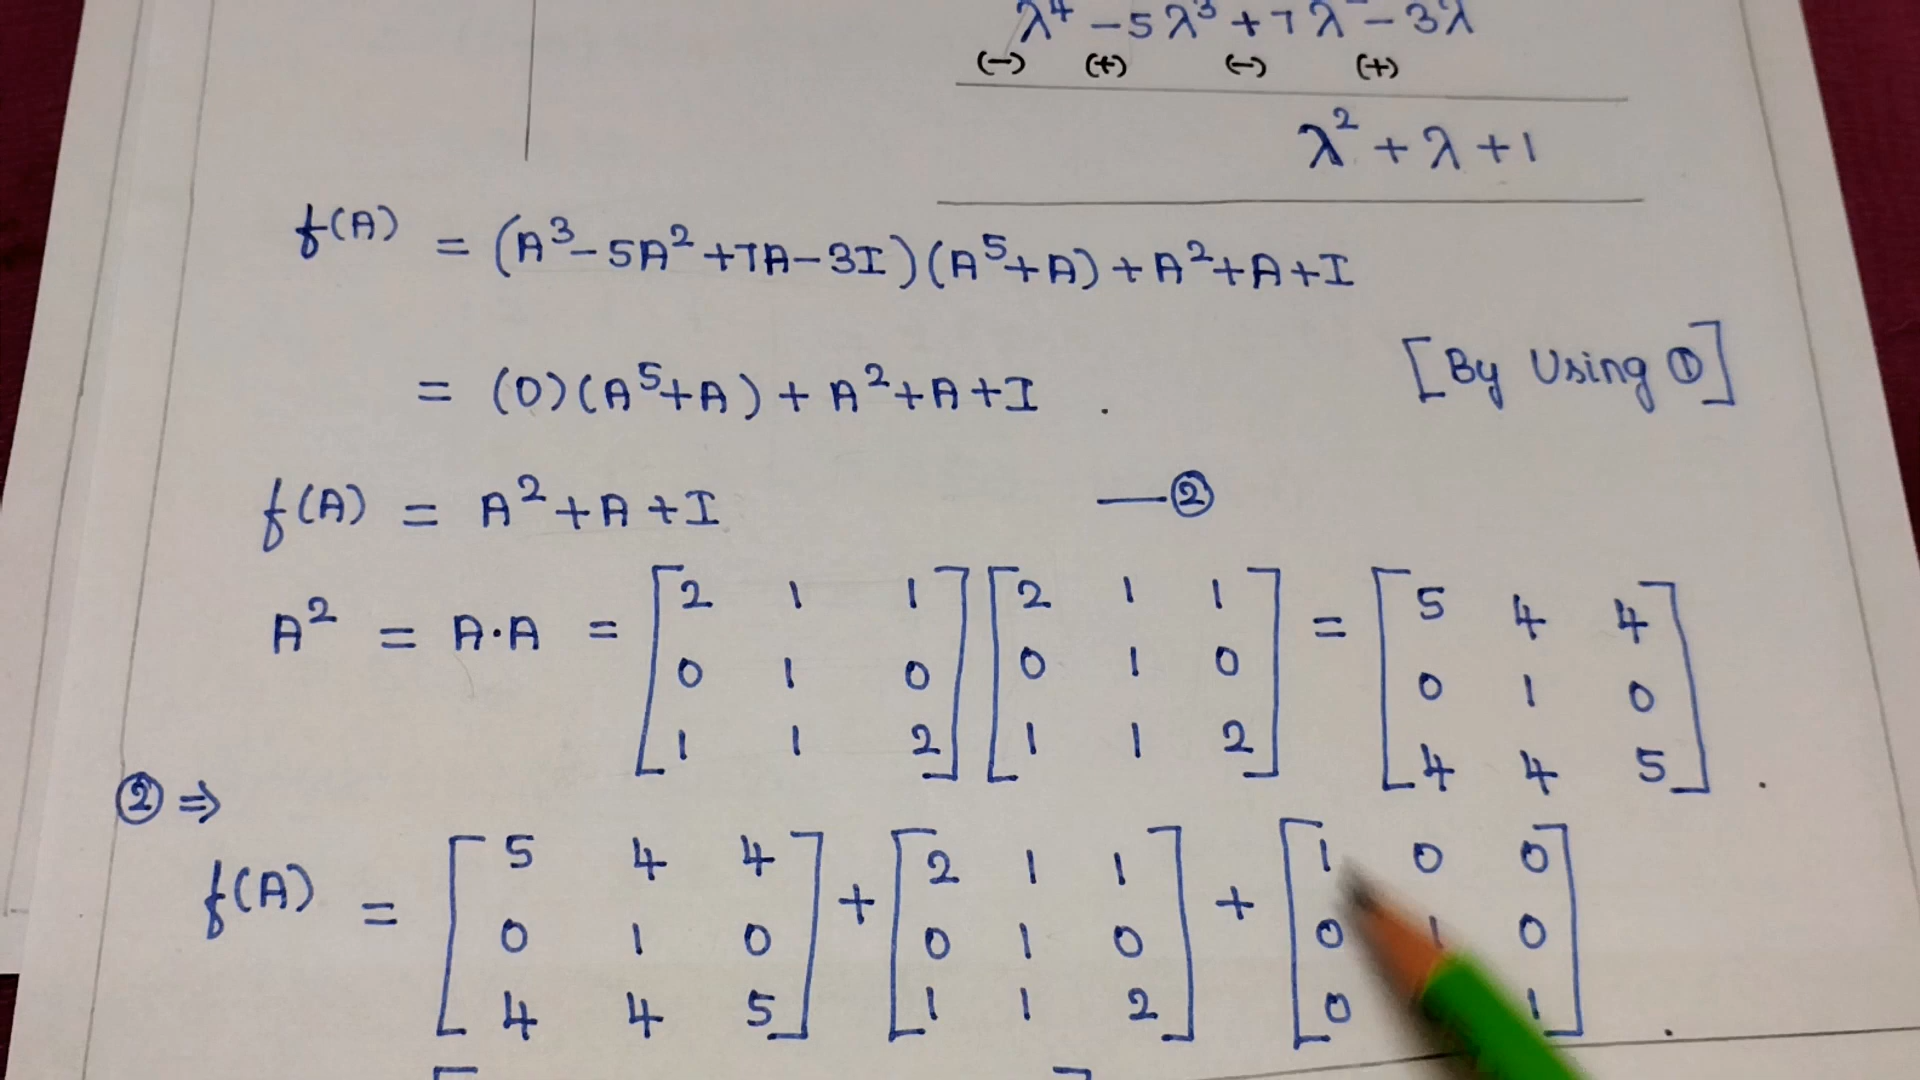 λ⁴ - 5λ³ + 7λ² - 3λ
(-) (+) (-) (+)
λ² + λ + 1
f(A) = (A³ - 5A² + 7A - 3I)(A⁵ + A) + A² + A + I
= (0)(A⁵ + A) + A² + A + I . [By Using ①]
f(A) = A² + A + I —②
A² = A·A = [2 1 1; 0 1 0; 1 1 2] [2 1 1; 0 1 0; 1 1 2] = [5 4 4; 0 1 0; 4 4 5] .
② ⇒
f(A) = [5 4 4; 0 1 0; 4 4 5] + [2 1 1; 0 1 0; 1 1 2] + [1 0 0; 0 1 0; 0 1] .